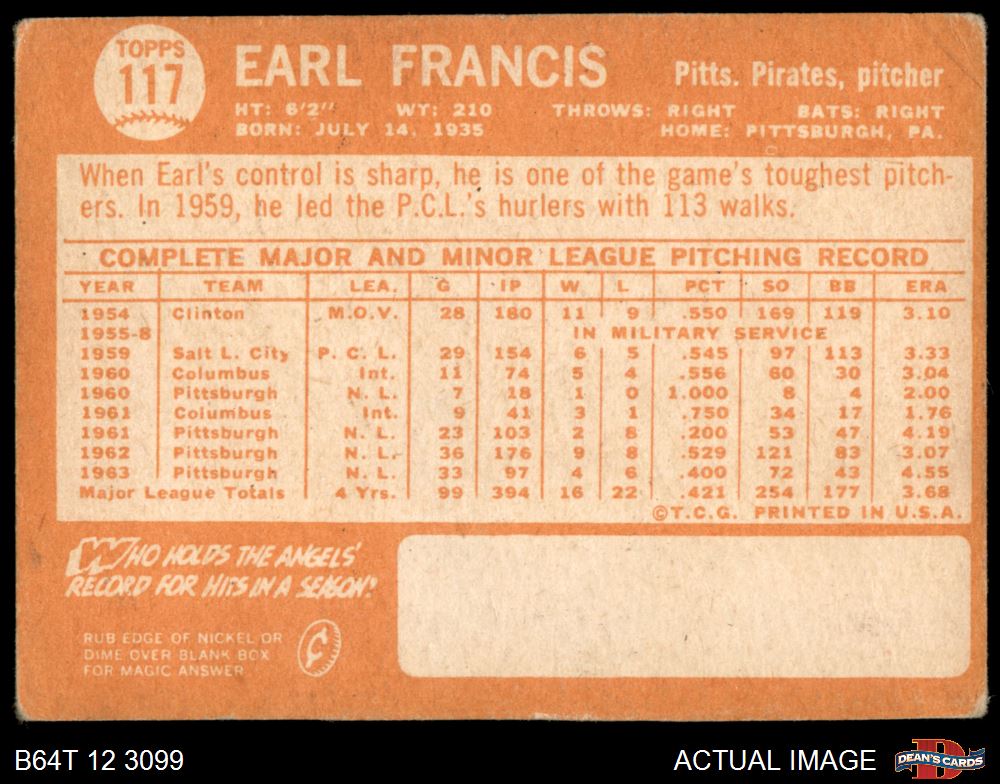 TOPPS
117
EARL FRANCIS
Pitts. Pirates, pitcher
HT: 6'2" WT: 210 THROWS: RIGHT BATS: RIGHT
BORN: JULY 14, 1935 HOME: PITTSBURGH, PA.
When Earl's control is sharp, he is one of the game's toughest pitch-
ers. In 1959, he led the P.C.L.'s hurlers with 113 walks.
COMPLETE MAJOR AND MINOR LEAGUE PITCHING RECORD
YEAR TEAM LEA. G IP W L PCT SO BB ERA
1954 Clinton M.O.V. 28 180 11 9 .550 169 119 3.10
1955-8 IN MILITARY SERVICE
1959 Salt L. City P. C. L. 29 154 6 5 .545 97 113 3.33
1960 Columbus Int. 11 74 5 4 .556 60 30 3.04
1960 Pittsburgh N. L. 7 18 1 0 1.000 8 4 2.00
1961 Columbus Int. 9 41 3 1 .750 34 17 1.76
1961 Pittsburgh N. L. 23 103 2 8 .200 53 47 4.19
1962 Pittsburgh N. L. 36 176 9 8 .529 121 83 3.07
1963 Pittsburgh N. L. 33 97 4 6 .400 72 43 4.55
Major League Totals 4 Yrs. 99 394 16 22 .421 254 177 3.68
©T.C.G. PRINTED IN U.S.A.
WHO HOLDS THE ANGELS'
RECORD FOR HITS IN A SEASON?
RUB EDGE OF NICKEL OR
DIME OVER BLANK BOX
FOR MAGIC ANSWER
B64T 12 3099
ACTUAL IMAGE
DEAN'S CARDS